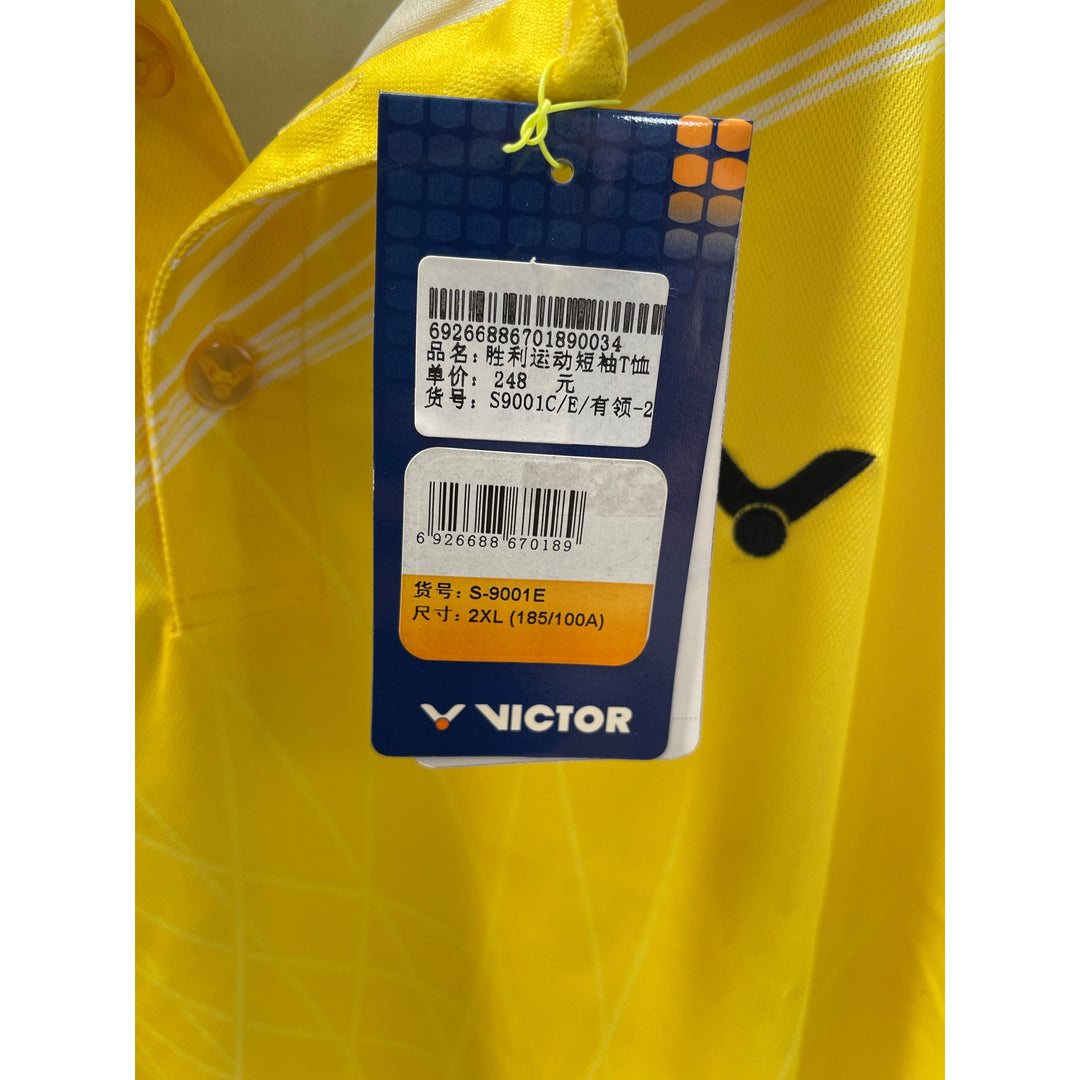 69266886701890034
品名:胜利运动短袖T恤
单价: 248 元
货号: S9001C/E/有领-2
6 926688 670189
货号: S-9001E
尺寸: 2XL (185/100A)
VICTOR